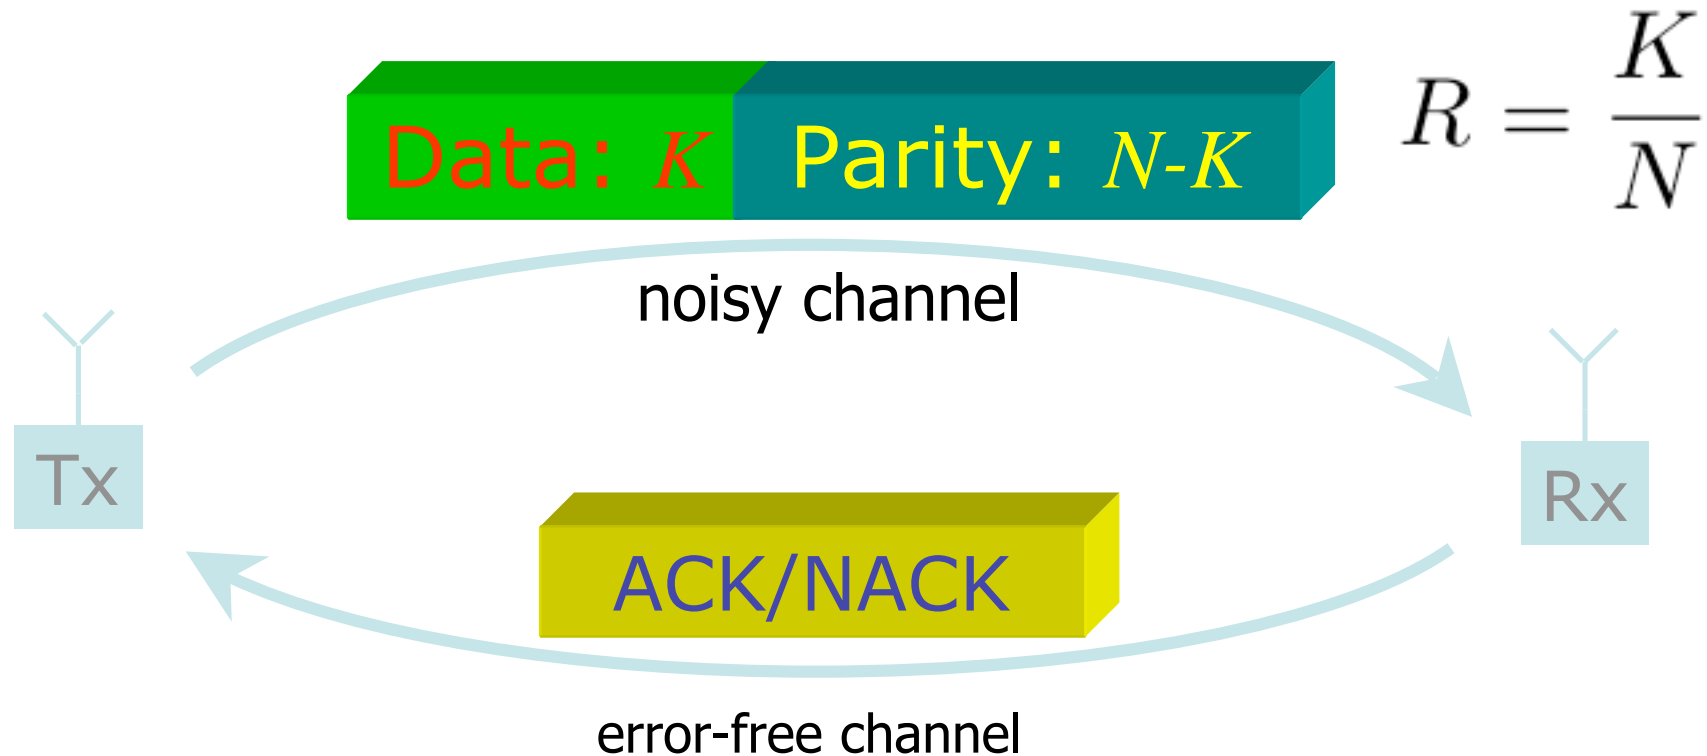 Data: K Parity: N-K
R = K/N
noisy channel
Tx
Rx
ACK/NACK
error-free channel